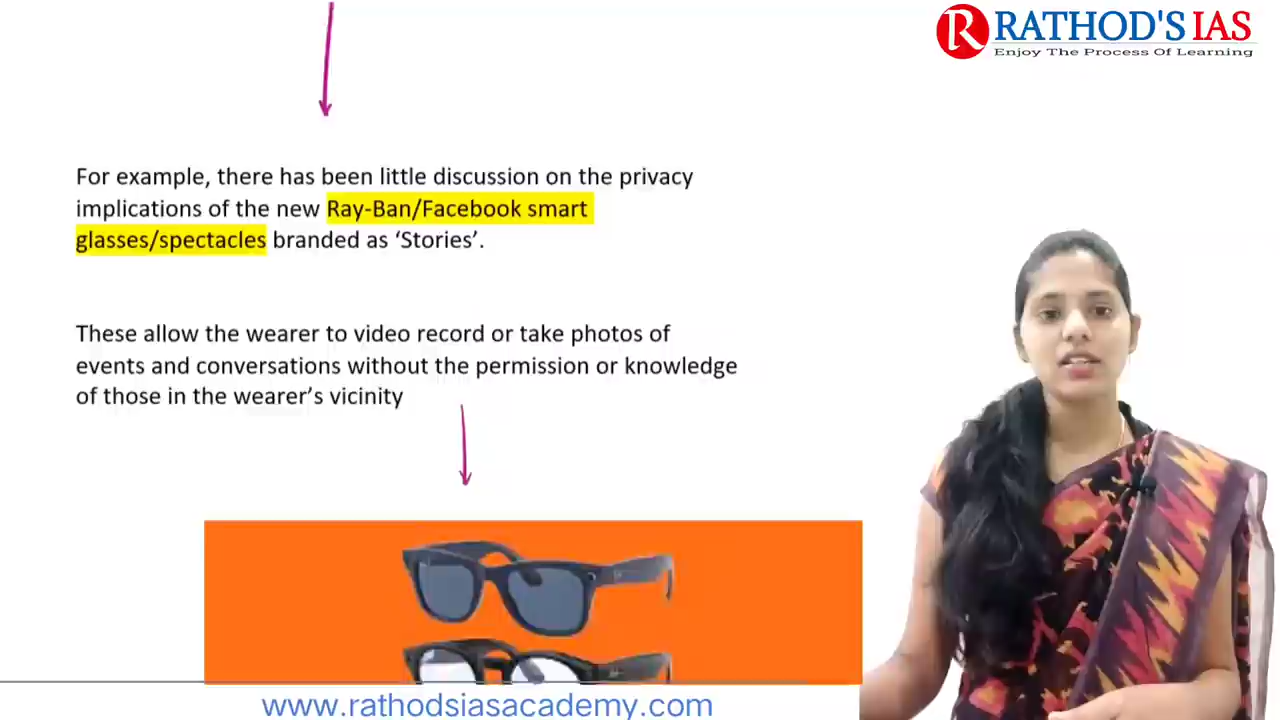 RATHOD'S IAS
Enjoy The Process Of Learning
For example, there has been little discussion on the privacy
implications of the new Ray-Ban/Facebook smart
glasses/spectacles branded as ‘Stories’.
These allow the wearer to video record or take photos of
events and conversations without the permission or knowledge
of those in the wearer’s vicinity
www.rathodsiasacademy.com